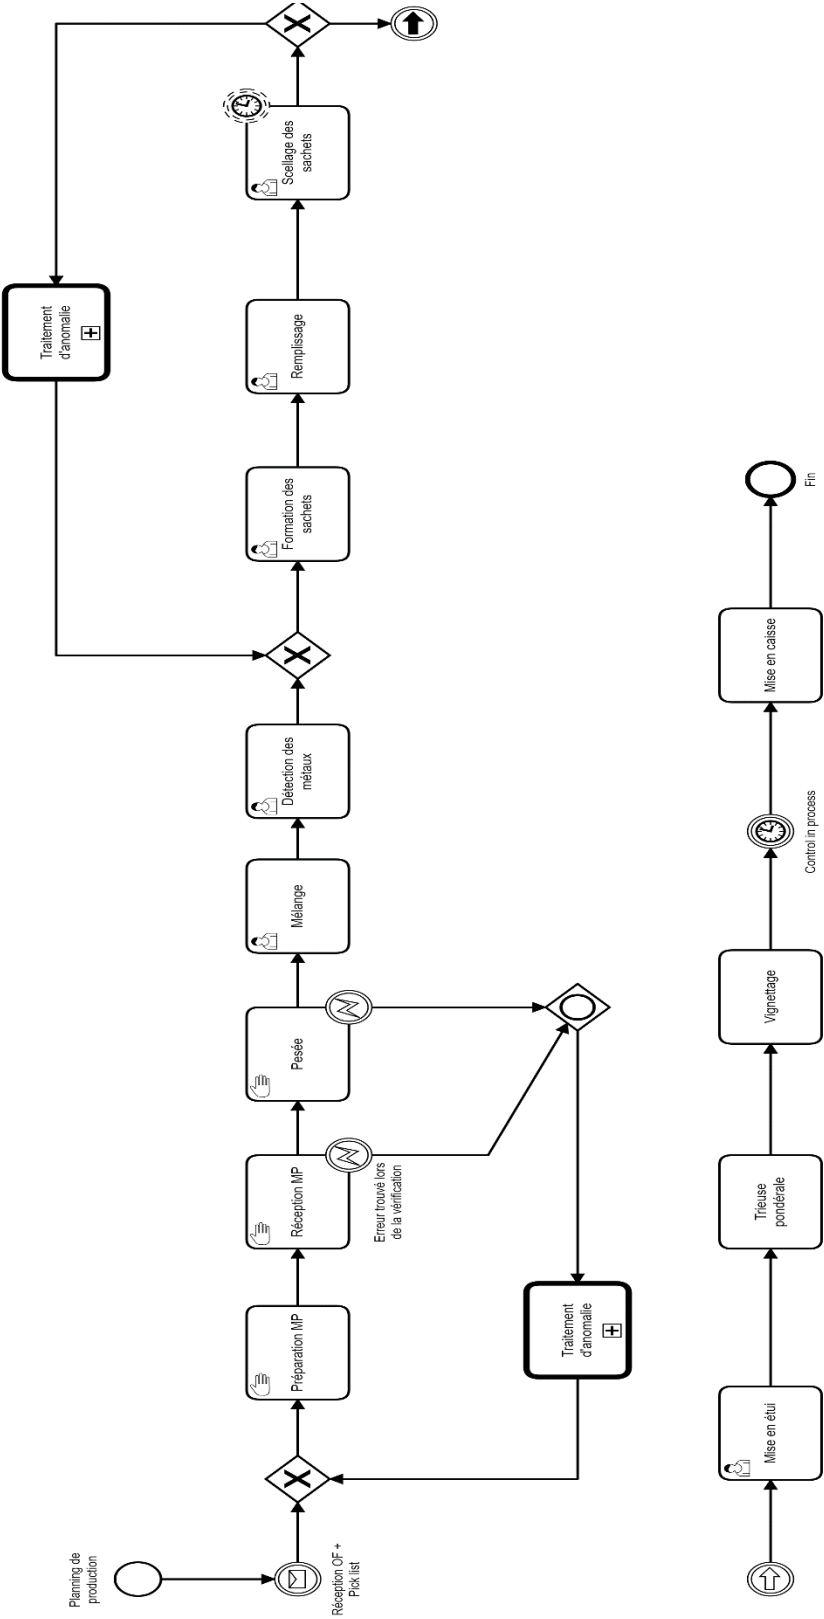 Planning de
production
Réception OF +
Pick list
Préparation MP
Réception MP
Erreur trouvé lors
de la vérification
Pesée
Mélange
Détection des
métaux
Formation des
sachets
Remplissage
Scellage des
sachets
Traitement
d'anomalie
Traitement
d'anomalie
Mise en étui
Trieuse
pondérale
Vignettage
Control in process
Mise en caisse
Fin